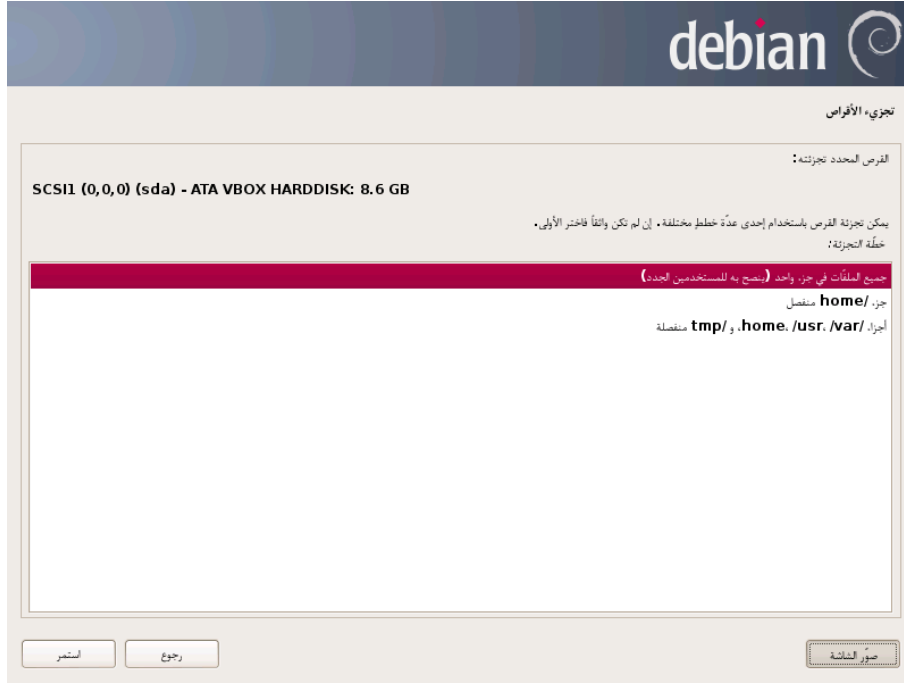 debian
تجزيء الأقراص
القرص المحدد تجزئته:
SCSI1 (0,0,0) (sda) - ATA VBOX HARDDISK: 8.6 GB
يمكن تجزئة القرص باستخدام إحدى عدّة خططٍ مختلفة. إن لم تكن واثقاً فاختر الأولى.
خطّة التجزئة:
جميع الملفّات في جزء واحد (ينصح به للمستخدمين الجدد)
جزء /home منفصل
أجزاء /home، /usr، /var، و /tmp منفصلة
صوّر الشاشة
رجوع
استمر